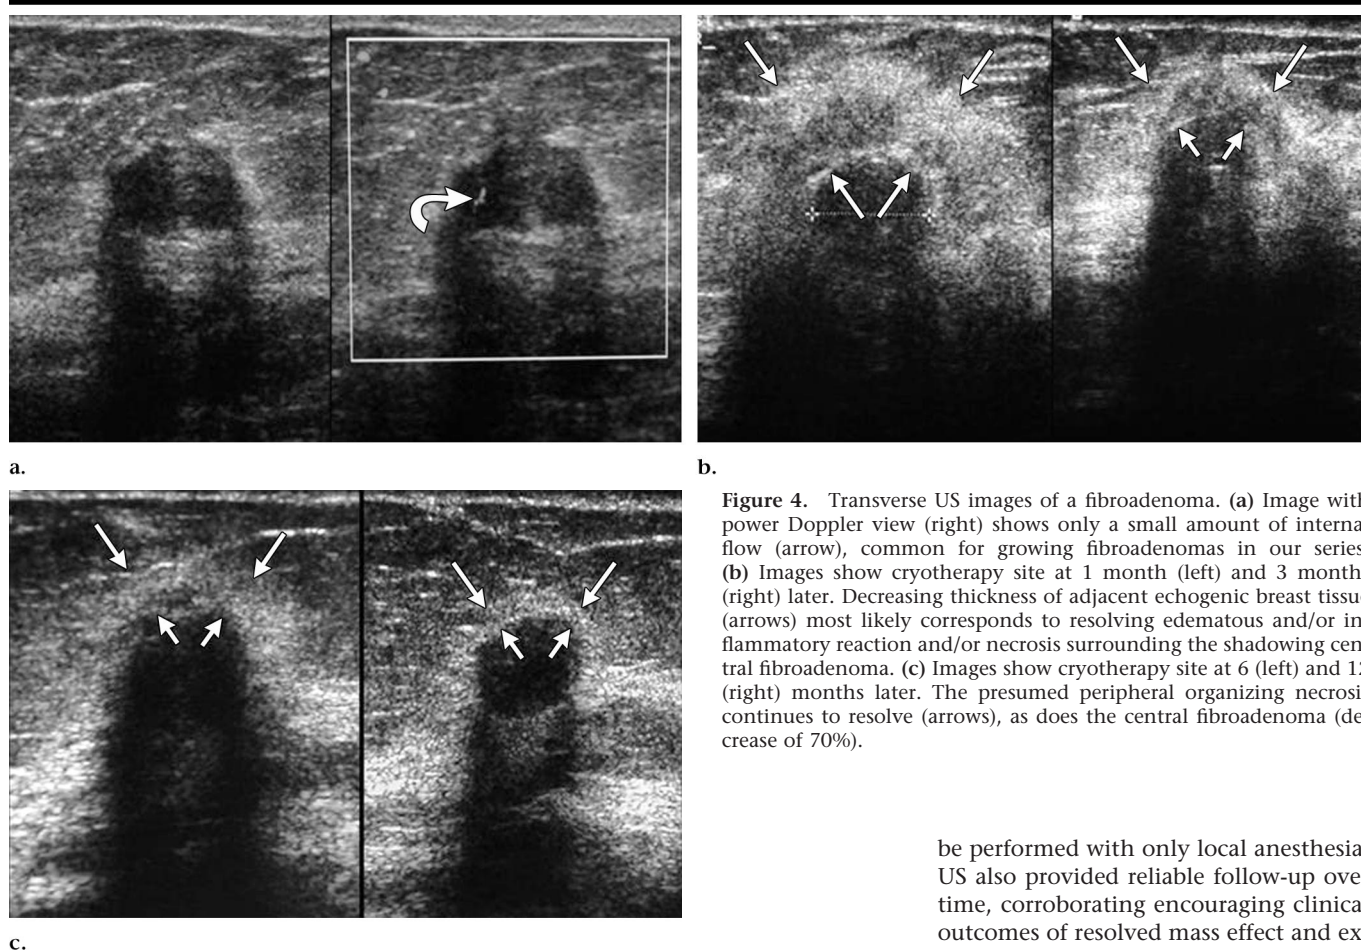 a.
b.
Figure 4. Transverse US images of a fibroadenoma. (a) Image with
power Doppler view (right) shows only a small amount of interna
flow (arrow), common for growing fibroadenomas in our series
(b) Images show cryotherapy site at 1 month (left) and 3 month
(right) later. Decreasing thickness of adjacent echogenic breast tissue
(arrows) most likely corresponds to resolving edematous and/or in-
flammatory reaction and/or necrosis surrounding the shadowing cen-
tral fibroadenoma. (c) Images show cryotherapy site at 6 (left) and 12
(right) months later. The presumed peripheral organizing necrosi
continues to resolve (arrows), as does the central fibroadenoma (de-
crease of 70%).
c.
be performed with only local anesthesia
US also provided reliable follow-up ove
time, corroborating encouraging clinica
outcomes of resolved mass effect and ex